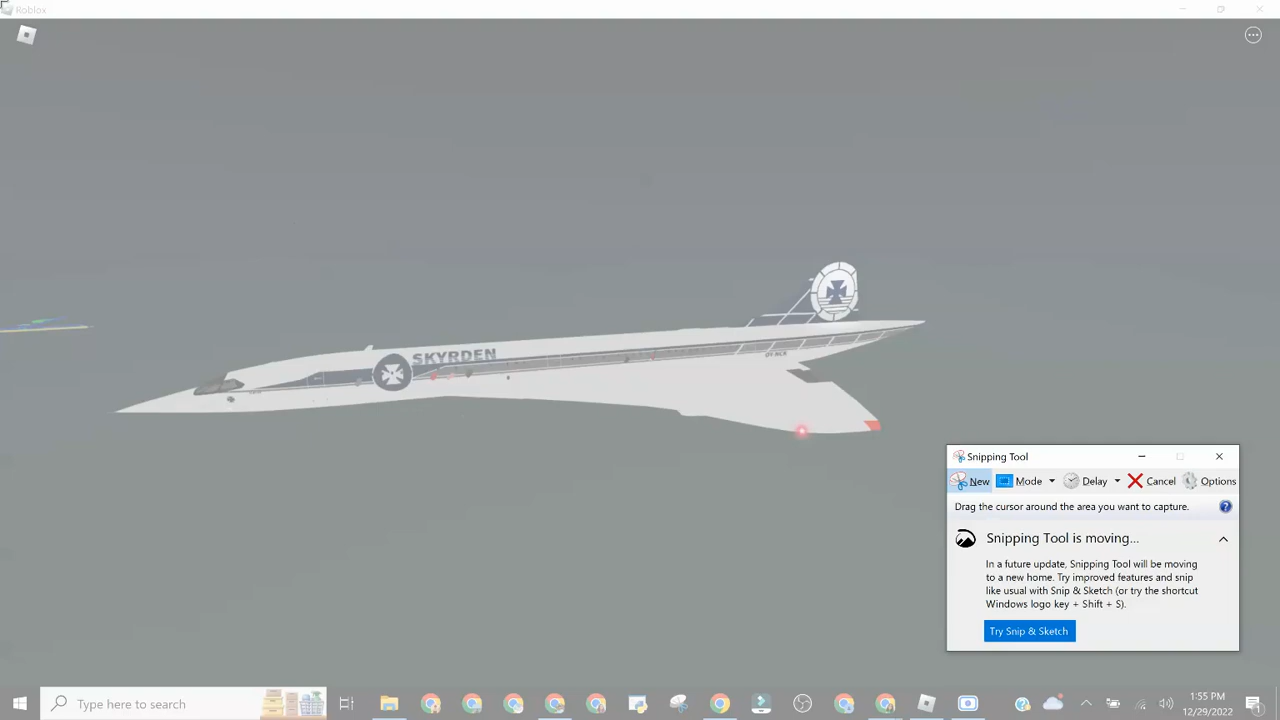 Roblox
SKYRDEN
Snipping Tool
New Mode Delay Cancel Options
Drag the cursor around the area you want to capture.
Snipping Tool is moving...
In a future update, Snipping Tool will be moving
to a new home. Try improved features and snip
like usual with Snip & Sketch (or try the shortcut
Windows logo key + Shift + S).
Try Snip & Sketch
Type here to search
1:55 PM
12/29/2022